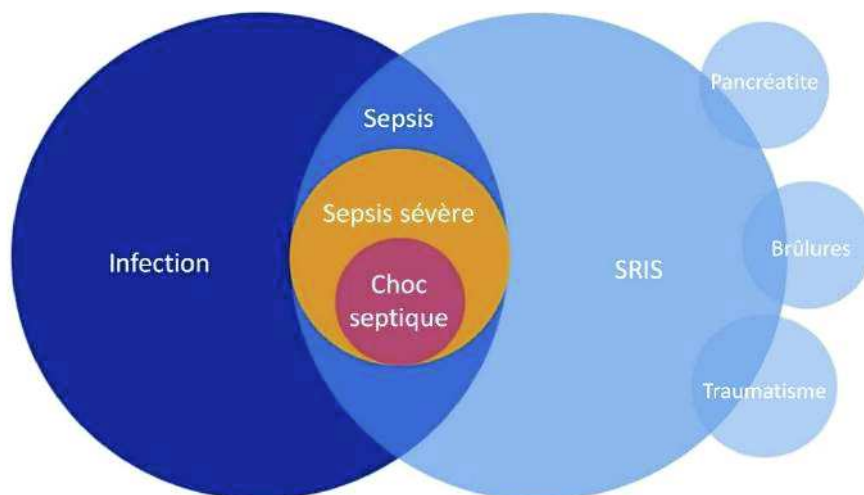 Pancréatite
Sepsis
Sepsis sévère
Brûlures
Infection
SRIS
Choc
septique
Traumatisme